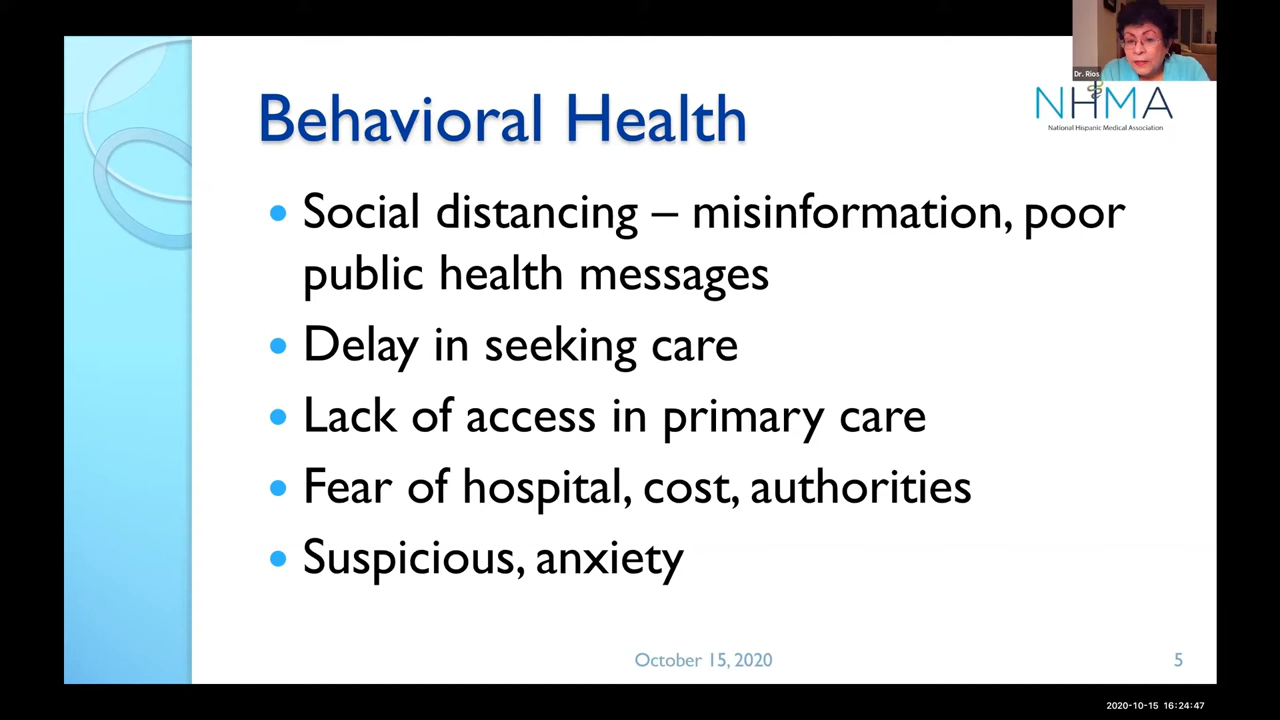 Dr. Rios
NHMA
National Hispanic Medical Association
Behavioral Health
• Social distancing – misinformation, poor
public health messages
• Delay in seeking care
• Lack of access in primary care
• Fear of hospital, cost, authorities
• Suspicious, anxiety
October 15, 2020
5
2020-10-15 16:24:47